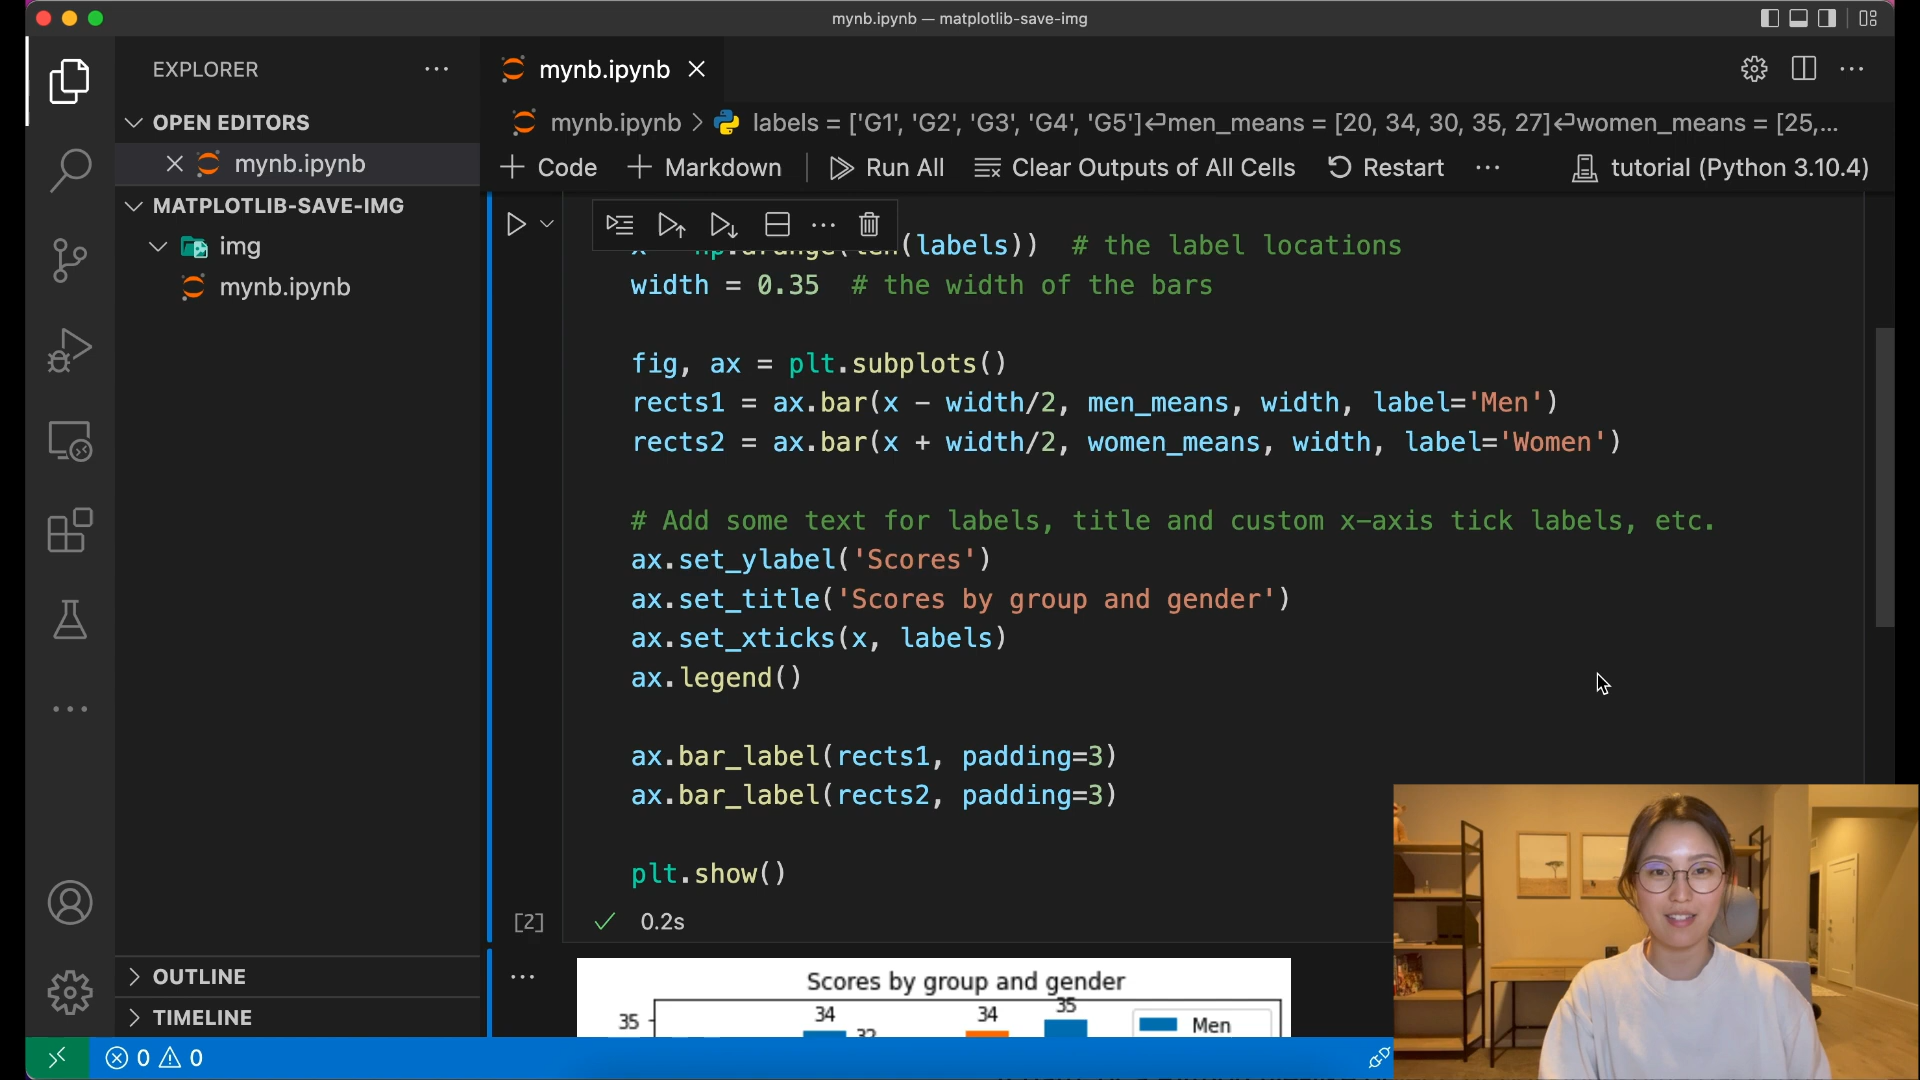 mynb.ipynb — matplotlib-save-img
EXPLORER
OPEN EDITORS
mynb.ipynb
MATPLOTLIB-SAVE-IMG
img
mynb.ipynb
OUTLINE
TIMELINE
0 0
mynb.ipynb
mynb.ipynb > labels = ['G1', 'G2', 'G3', 'G4', 'G5']↵men_means = [20, 34, 30, 35, 27]↵women_means = [25,...
+ Code + Markdown Run All Clear Outputs of All Cells Restart ... tutorial (Python 3.10.4)
(labels)) # the label locations
width = 0.35 # the width of the bars
fig, ax = plt.subplots()
rects1 = ax.bar(x - width/2, men_means, width, label='Men')
rects2 = ax.bar(x + width/2, women_means, width, label='Women')
# Add some text for labels, title and custom x-axis tick labels, etc.
ax.set_ylabel('Scores')
ax.set_title('Scores by group and gender')
ax.set_xticks(x, labels)
ax.legend()
ax.bar_label(rects1, padding=3)
ax.bar_label(rects2, padding=3)
plt.show()
[2] 0.2s
Scores by group and gender
35 34 34 35 Men